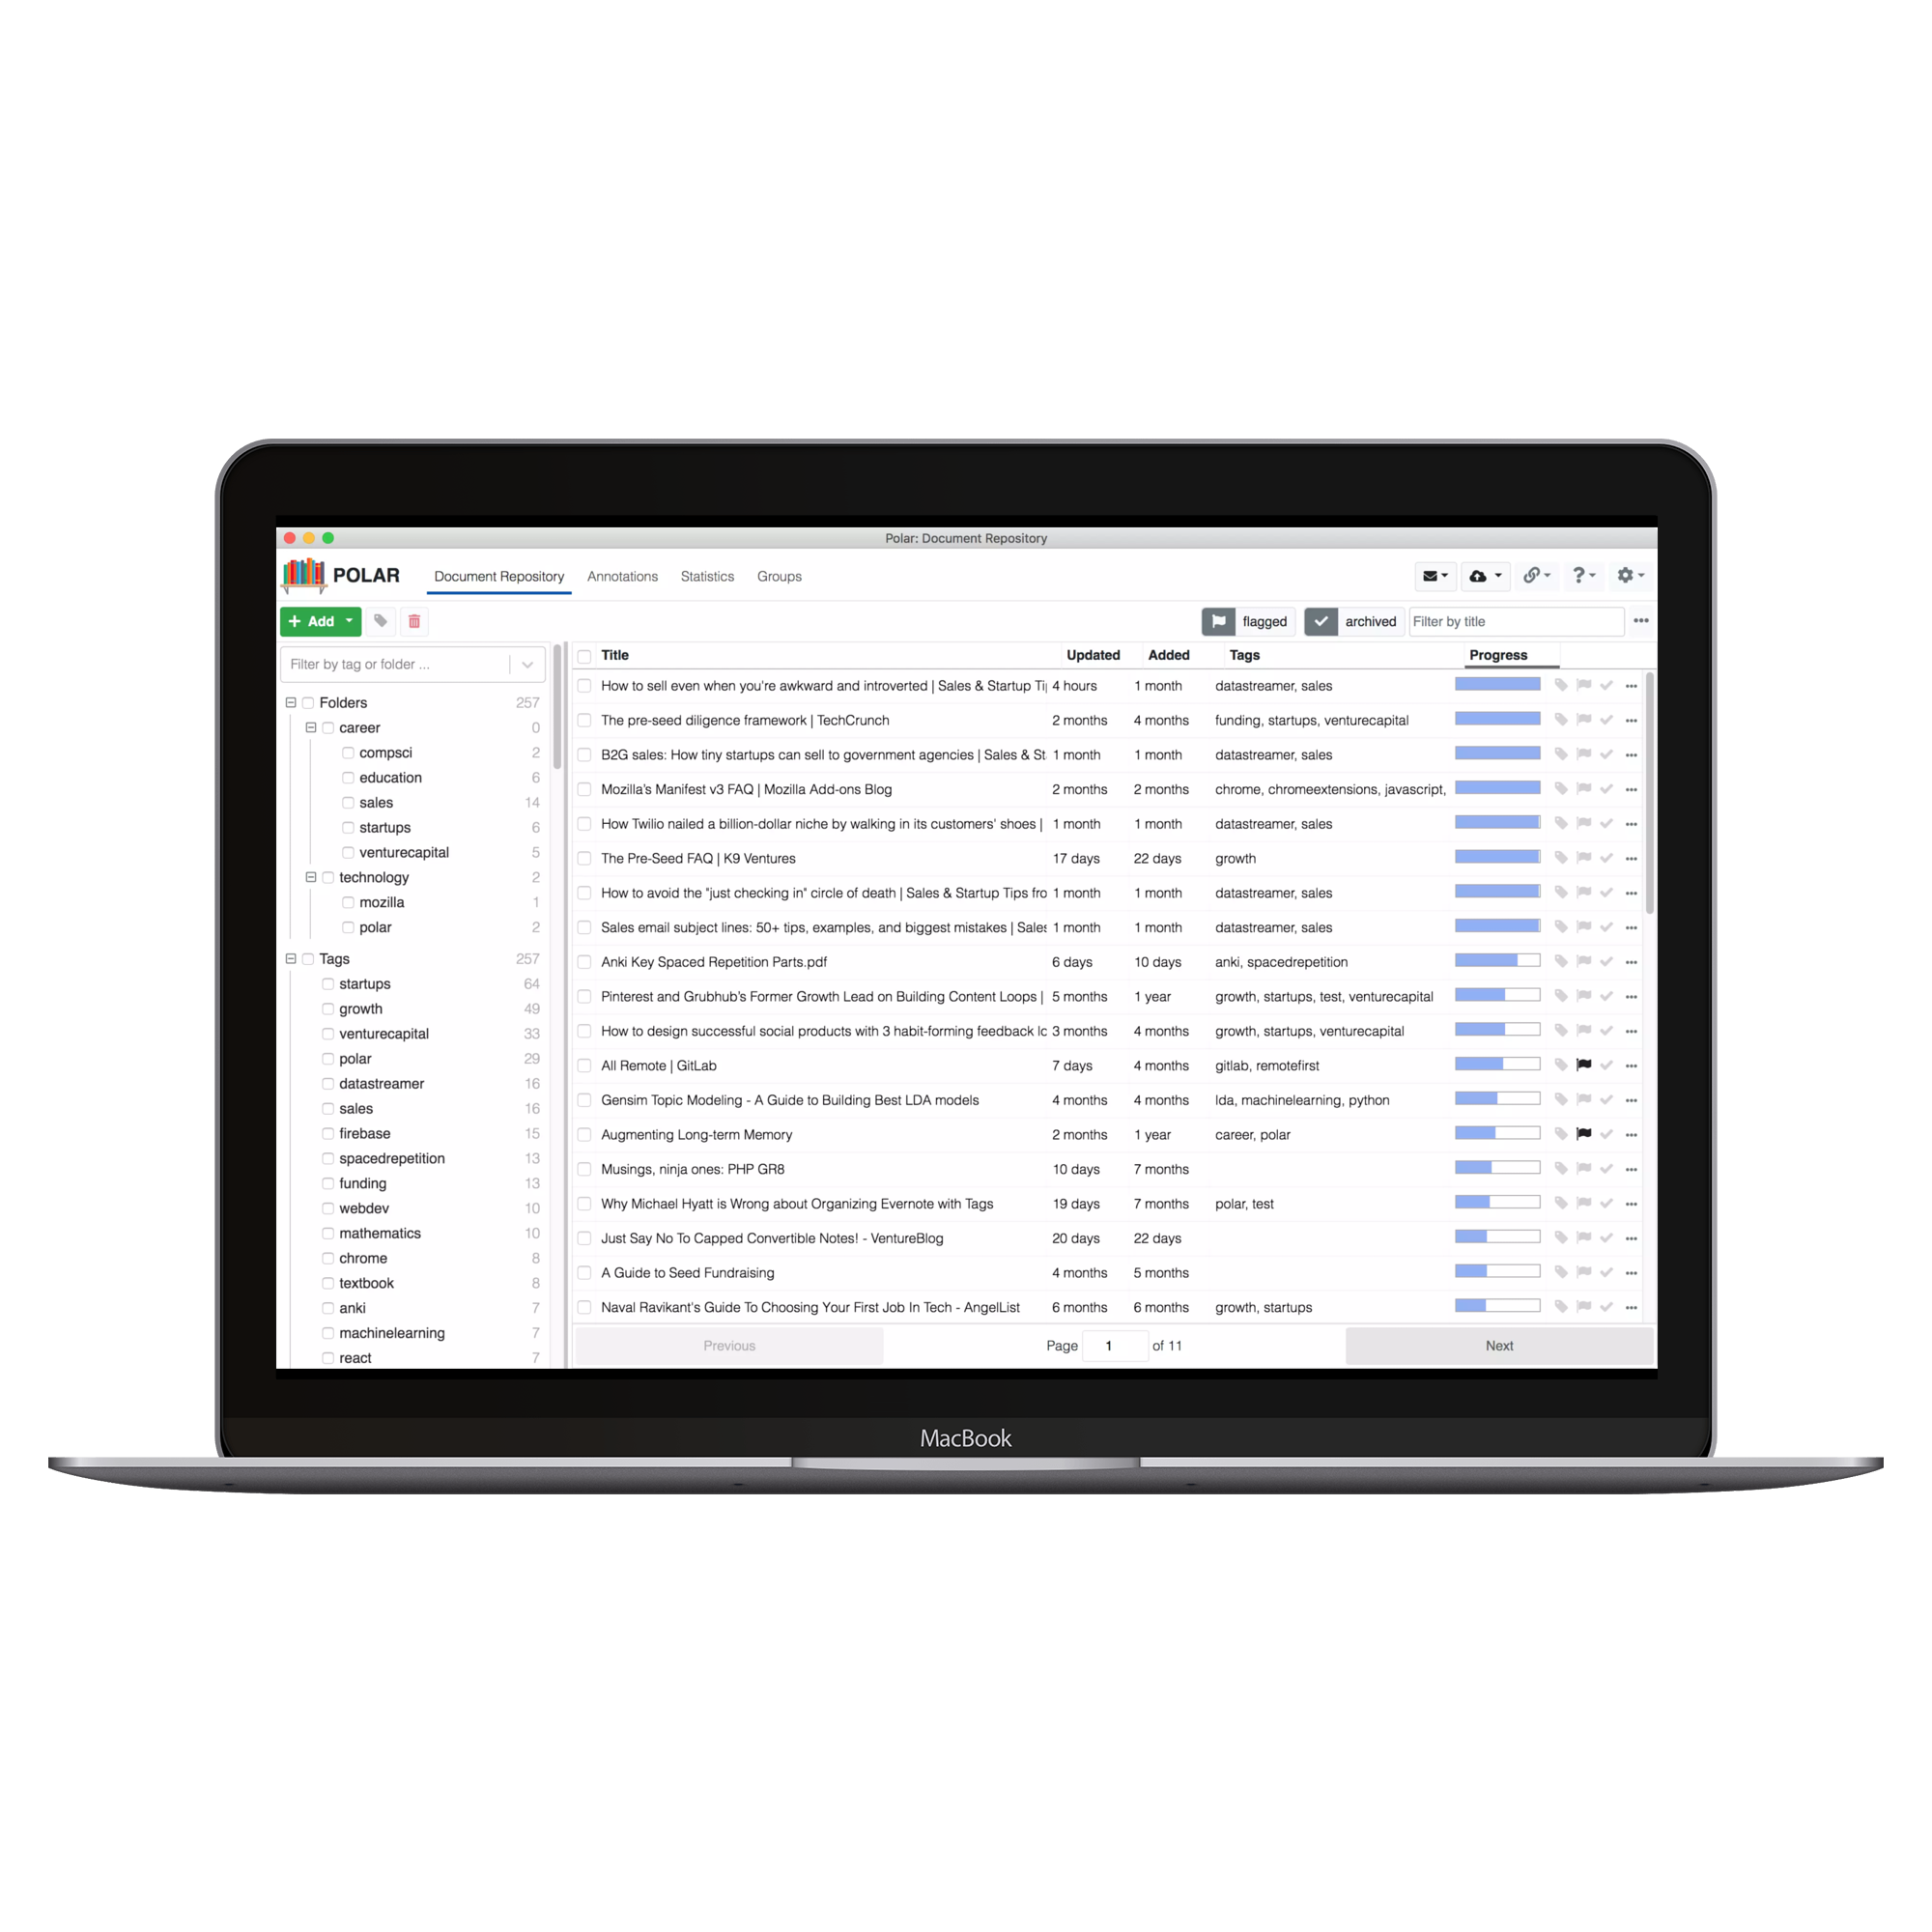 Polar: Document Repository
POLAR Document Repository Annotations Statistics Groups
+ Add flagged archived Filter by title
Filter by tag or folder ...
Folders 257
career 0
compsci 2
education 6
sales 14
startups 6
venturecapital 5
technology 2
mozilla 1
polar 2
Tags 257
startups 64
growth 49
venturecapital 33
polar 29
datastreamer 16
sales 16
firebase 15
spacedrepetition 13
funding 13
webdev 10
mathematics 10
chrome 8
textbook 8
anki 7
machinelearning 7
react 7
Title Updated Added Tags Progress
How to sell even when you're awkward and introverted | Sales & Startup Ti 4 hours 1 month datastreamer, sales
The pre-seed diligence framework | TechCrunch 2 months 4 months funding, startups, venturecapital
B2G sales: How tiny startups can sell to government agencies | Sales & St 1 month 1 month datastreamer, sales
Mozilla's Manifest v3 FAQ | Mozilla Add-ons Blog 2 months 2 months chrome, chromeextensions, javascript,
How Twilio nailed a billion-dollar niche by walking in its customers' shoes | 1 month 1 month datastreamer, sales
The Pre-Seed FAQ | K9 Ventures 17 days 22 days growth
How to avoid the "just checking in" circle of death | Sales & Startup Tips fro 1 month 1 month datastreamer, sales
Sales email subject lines: 50+ tips, examples, and biggest mistakes | Sales 1 month 1 month datastreamer, sales
Anki Key Spaced Repetition Parts.pdf 6 days 10 days anki, spacedrepetition
Pinterest and Grubhub's Former Growth Lead on Building Content Loops | 5 months 1 year growth, startups, test, venturecapital
How to design successful social products with 3 habit-forming feedback lo 3 months 4 months growth, startups, venturecapital
All Remote | GitLab 7 days 4 months gitlab, remotefirst
Gensim Topic Modeling - A Guide to Building Best LDA models 4 months 4 months lda, machinelearning, python
Augmenting Long-term Memory 2 months 1 year career, polar
Musings, ninja ones: PHP GR8 10 days 7 months
Why Michael Hyatt is Wrong about Organizing Evernote with Tags 19 days 7 months polar, test
Just Say No To Capped Convertible Notes! - VentureBlog 20 days 22 days
A Guide to Seed Fundraising 4 months 5 months
Naval Ravikant's Guide To Choosing Your First Job In Tech - AngelList 6 months 6 months growth, startups
Previous Page 1 of 11 Next
MacBook